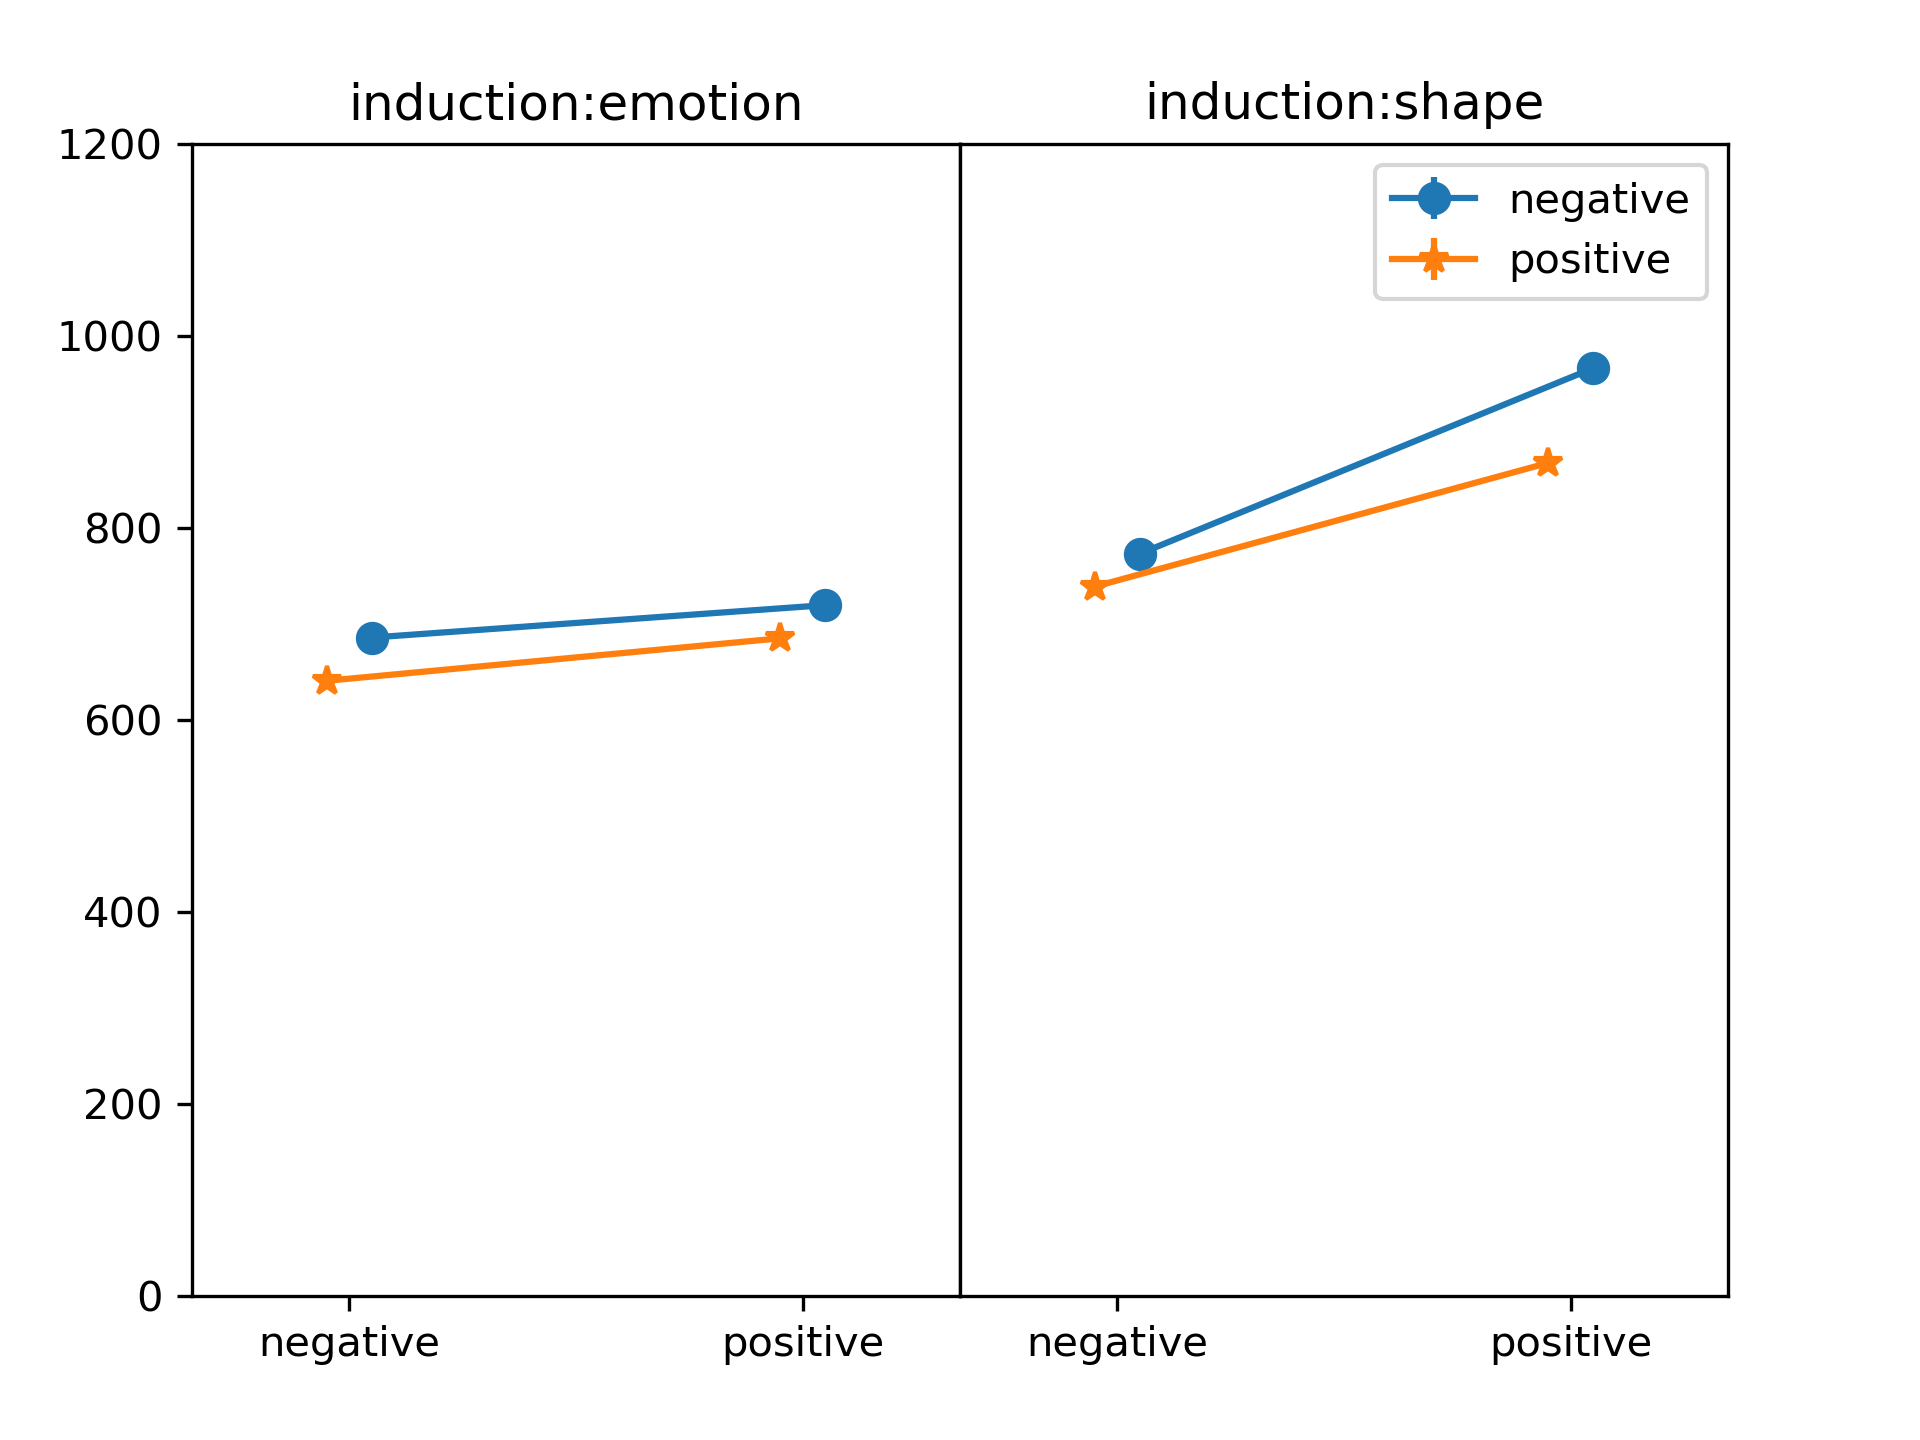 induction:emotion
induction:shape
1200
1000
800
600
400
200
0
negative
positive
negative
positive
negative
positive